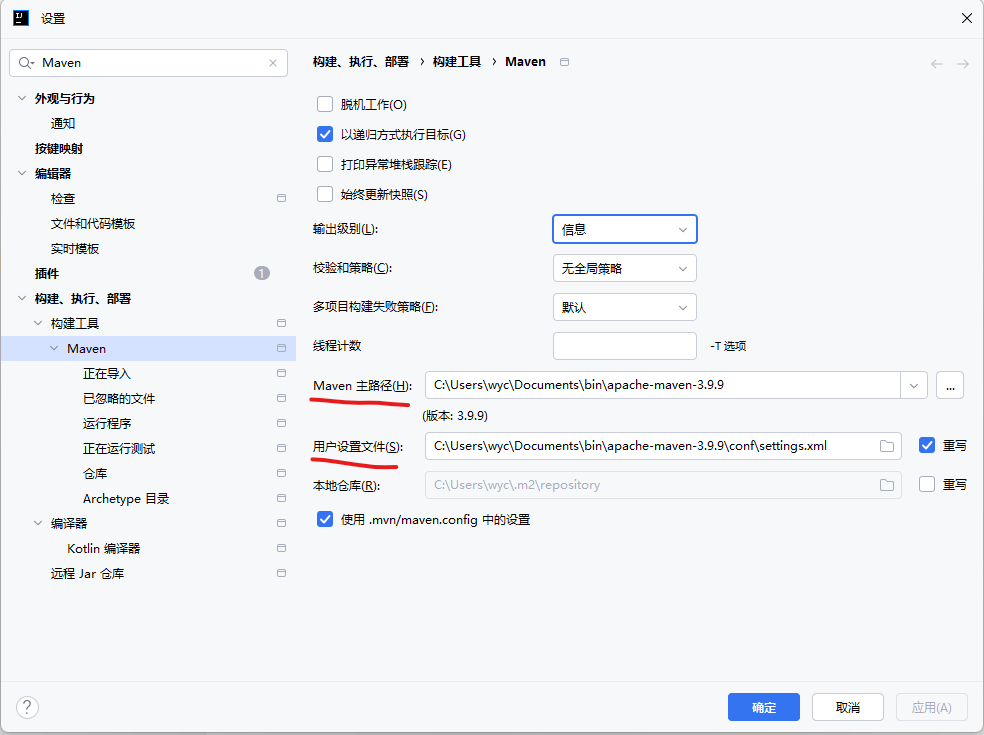 设置
Maven
外观与行为
通知
按键映射
编辑器
检查
文件和代码模板
实时模板
插件
1
构建、执行、部署
构建工具
Maven
正在导入
已忽略的文件
运行程序
正在运行测试
仓库
Archetype 目录
编译器
Kotlin 编译器
远程 Jar 仓库
构建、执行、部署 › 构建工具 › Maven
脱机工作(O)
以递归方式执行目标(G)
打印异常堆栈跟踪(E)
始终更新快照(S)
输出级别(L): 信息
校验和策略(C): 无全局策略
多项目构建失败策略(F): 默认
线程计数 -T 选项
Maven 主路径(H): C:\Users\wyc\Documents\bin\apache-maven-3.9.9 ...
(版本: 3.9.9)
用户设置文件(S): C:\Users\wyc\Documents\bin\apache-maven-3.9.9\conf\settings.xml 重写
本地仓库(R): C:\Users\wyc\.m2\repository 重写
使用 .mvn/maven.config 中的设置
? 确定 取消 应用(A)